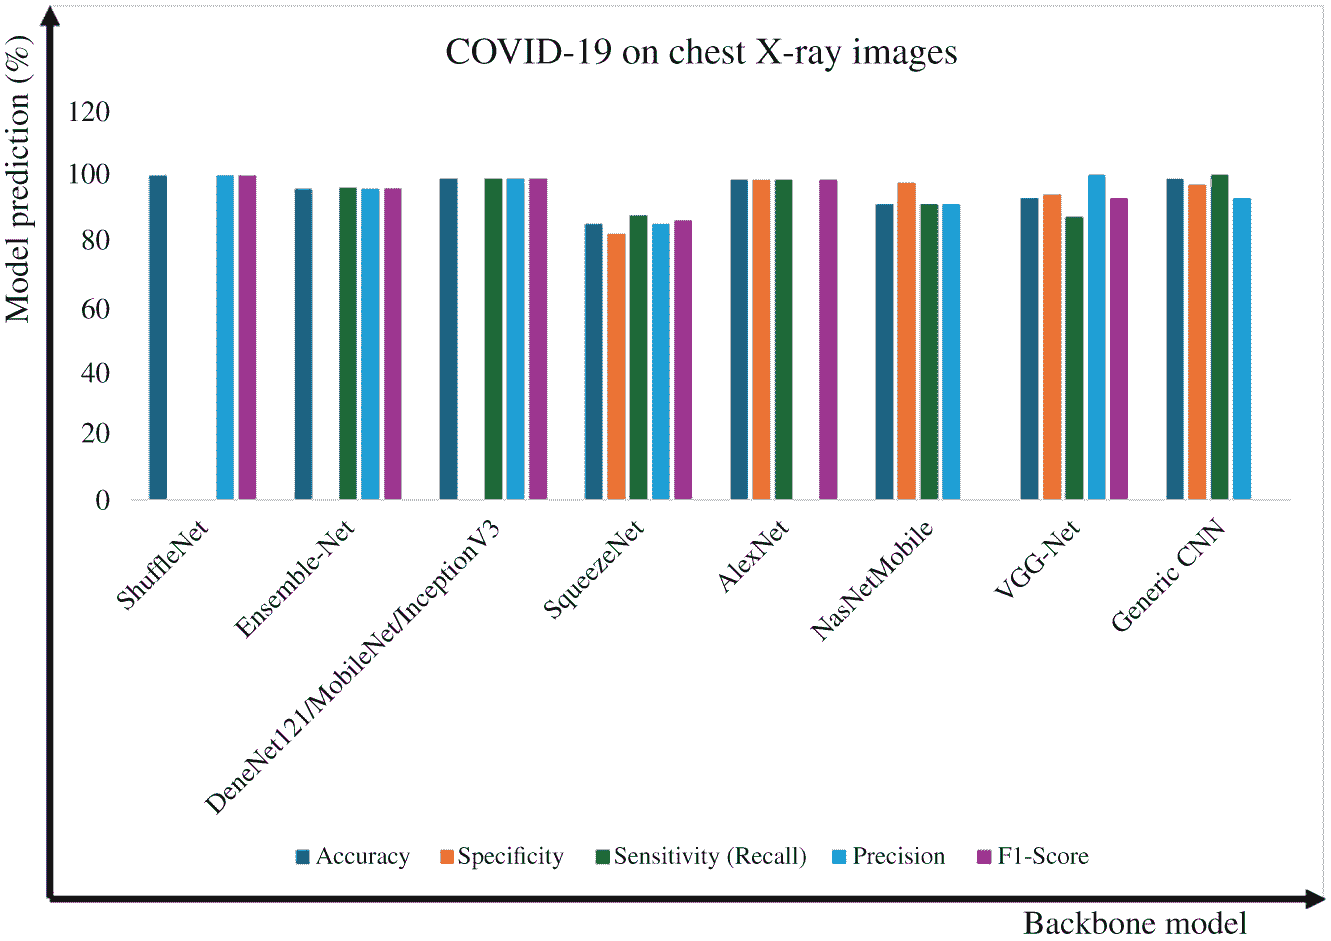 COVID-19 on chest X-ray images
Model prediction (%)
120
100
80
60
40
20
0
ShuffleNet
Ensemble-Net
DeneNet121/MobileNet/InceptionV3
SqueezeNet
AlexNet
NasNetMobile
VGG-Net
Generic CNN
Accuracy Specificity Sensitivity (Recall) Precision F1-Score
Backbone model